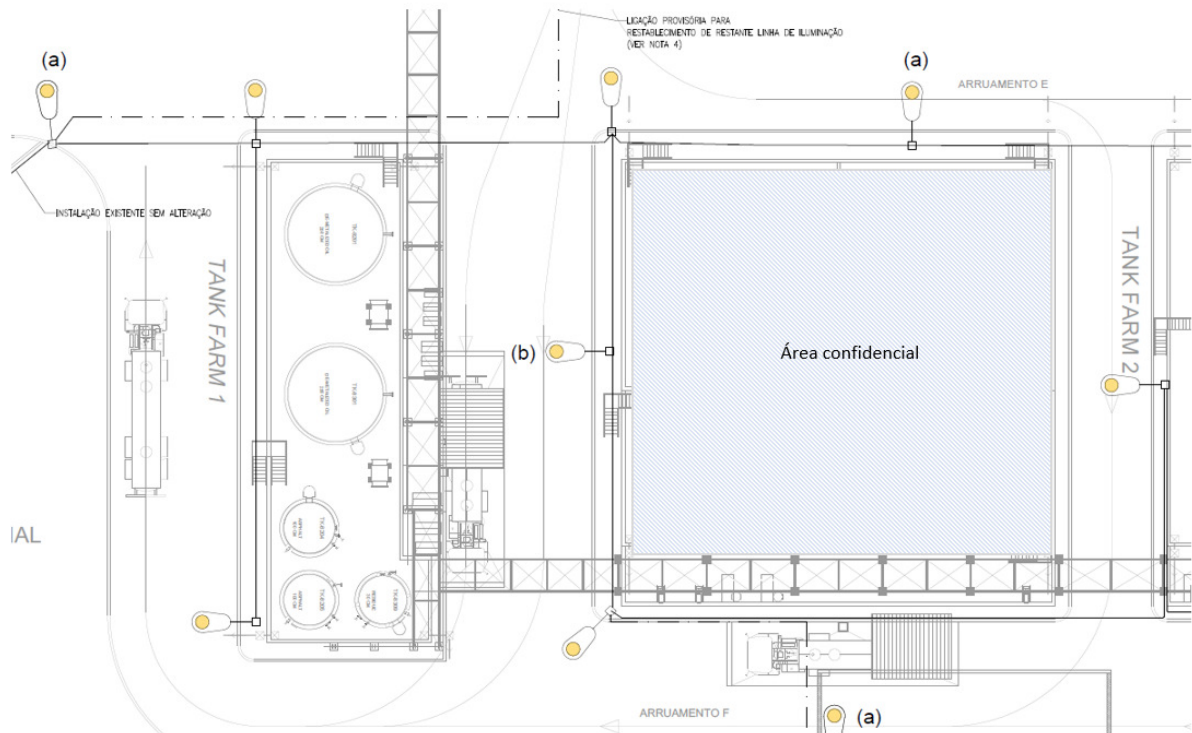 LIGAÇÃO PROVISÓRIA PARA
RESTABLECIMENTO DE RESTANTE LINHA DE ILUMINAÇÃO
(VER NOTA 4)
(a)
(a)
ARRUAMENTO E
INSTALAÇÃO EXISTENTE SEM ALTERAÇÃO
TANK FARM 1
TANK FARM 2
(b)
Área confidencial
IAL
ARRUAMENTO F
(a)